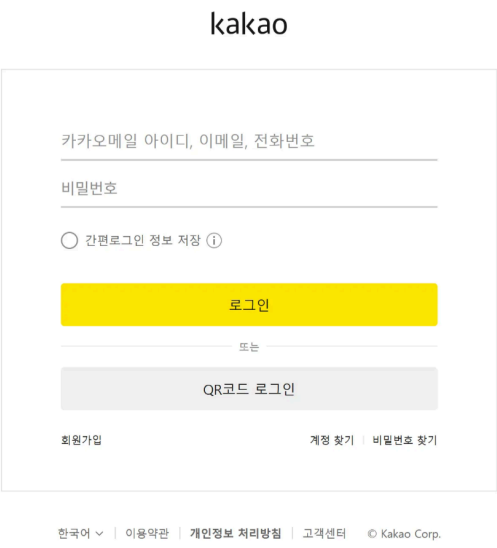 kakao
카카오메일 아이디, 이메일, 전화번호
비밀번호
간편로그인 정보 저장 i
로그인
또는
QR코드 로그인
회원가입 계정 찾기 비밀번호 찾기
한국어 이용약관 개인정보 처리방침 고객센터 © Kakao Corp.